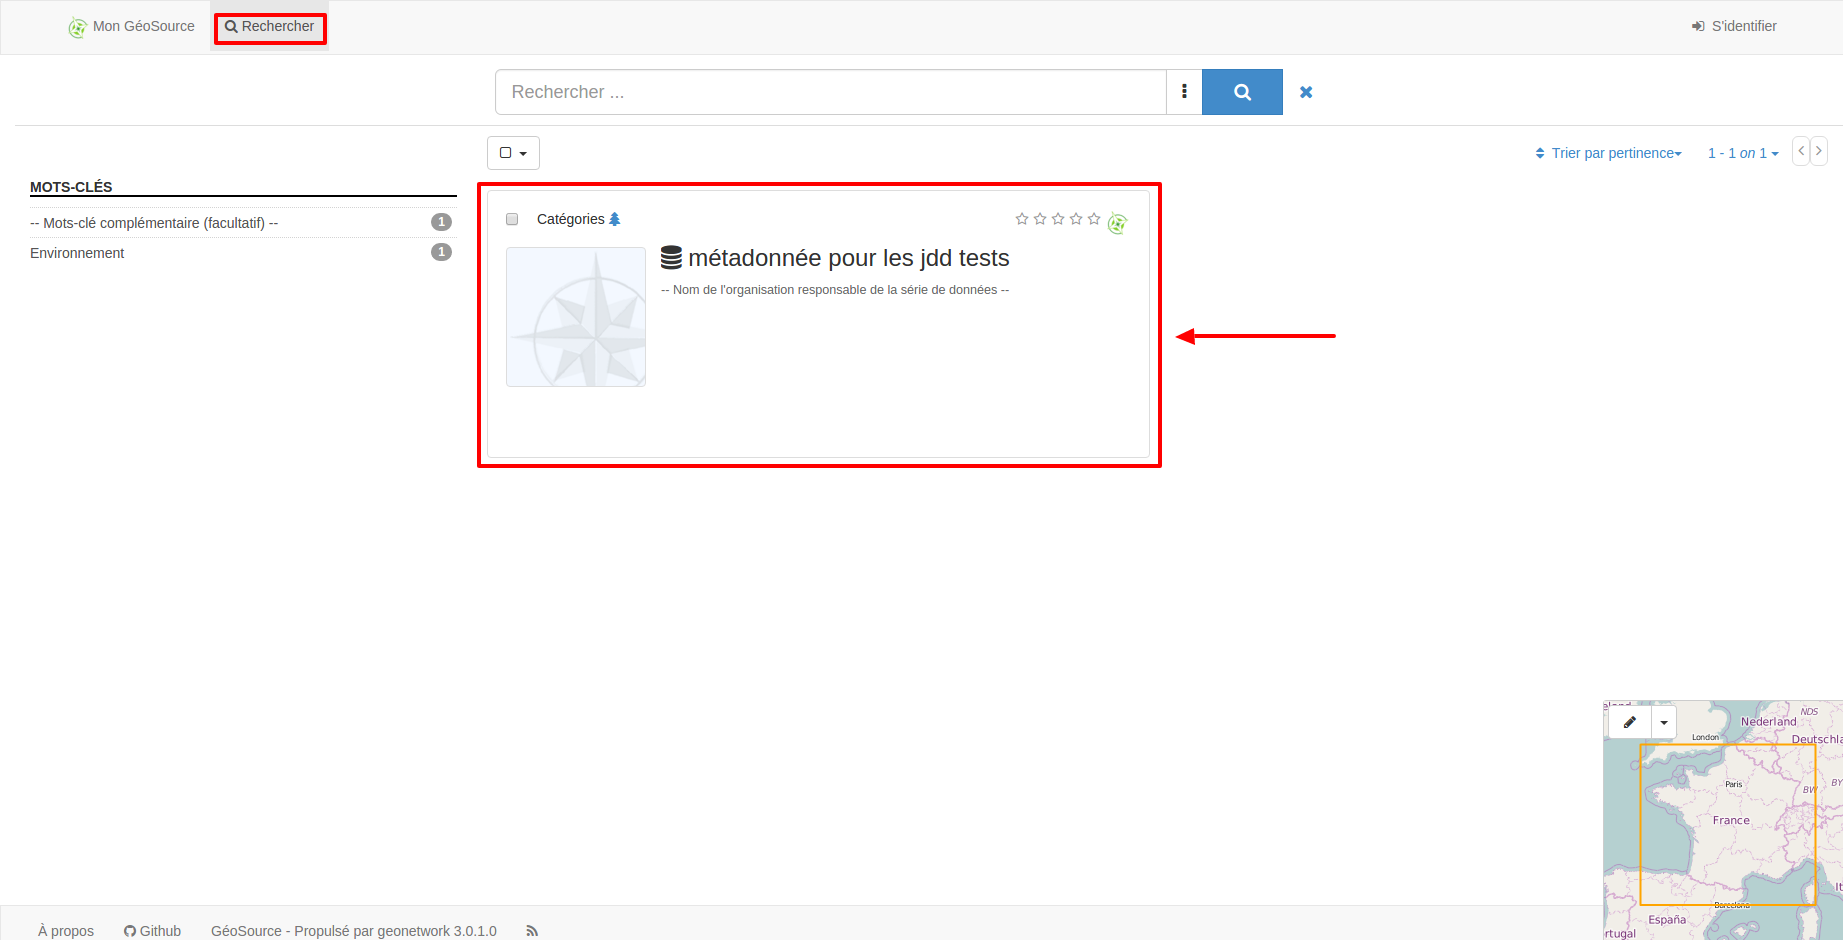 Mon GéoSource
Rechercher
S'identifier
Rechercher ...
Trier par pertinence
1 - 1 on 1
MOTS-CLÉS
-- Mots-clé complémentaire (facultatif) -- 1
Environnement 1
Catégories
métadonnée pour les jdd tests
-- Nom de l'organisation responsable de la série de données --
NDS
Nederland
London
Deutschla
Paris
BW
BY
France
It
Barcelona
España
rtugal
À propos
Github
GéoSource - Propulsé par geonetwork 3.0.1.0